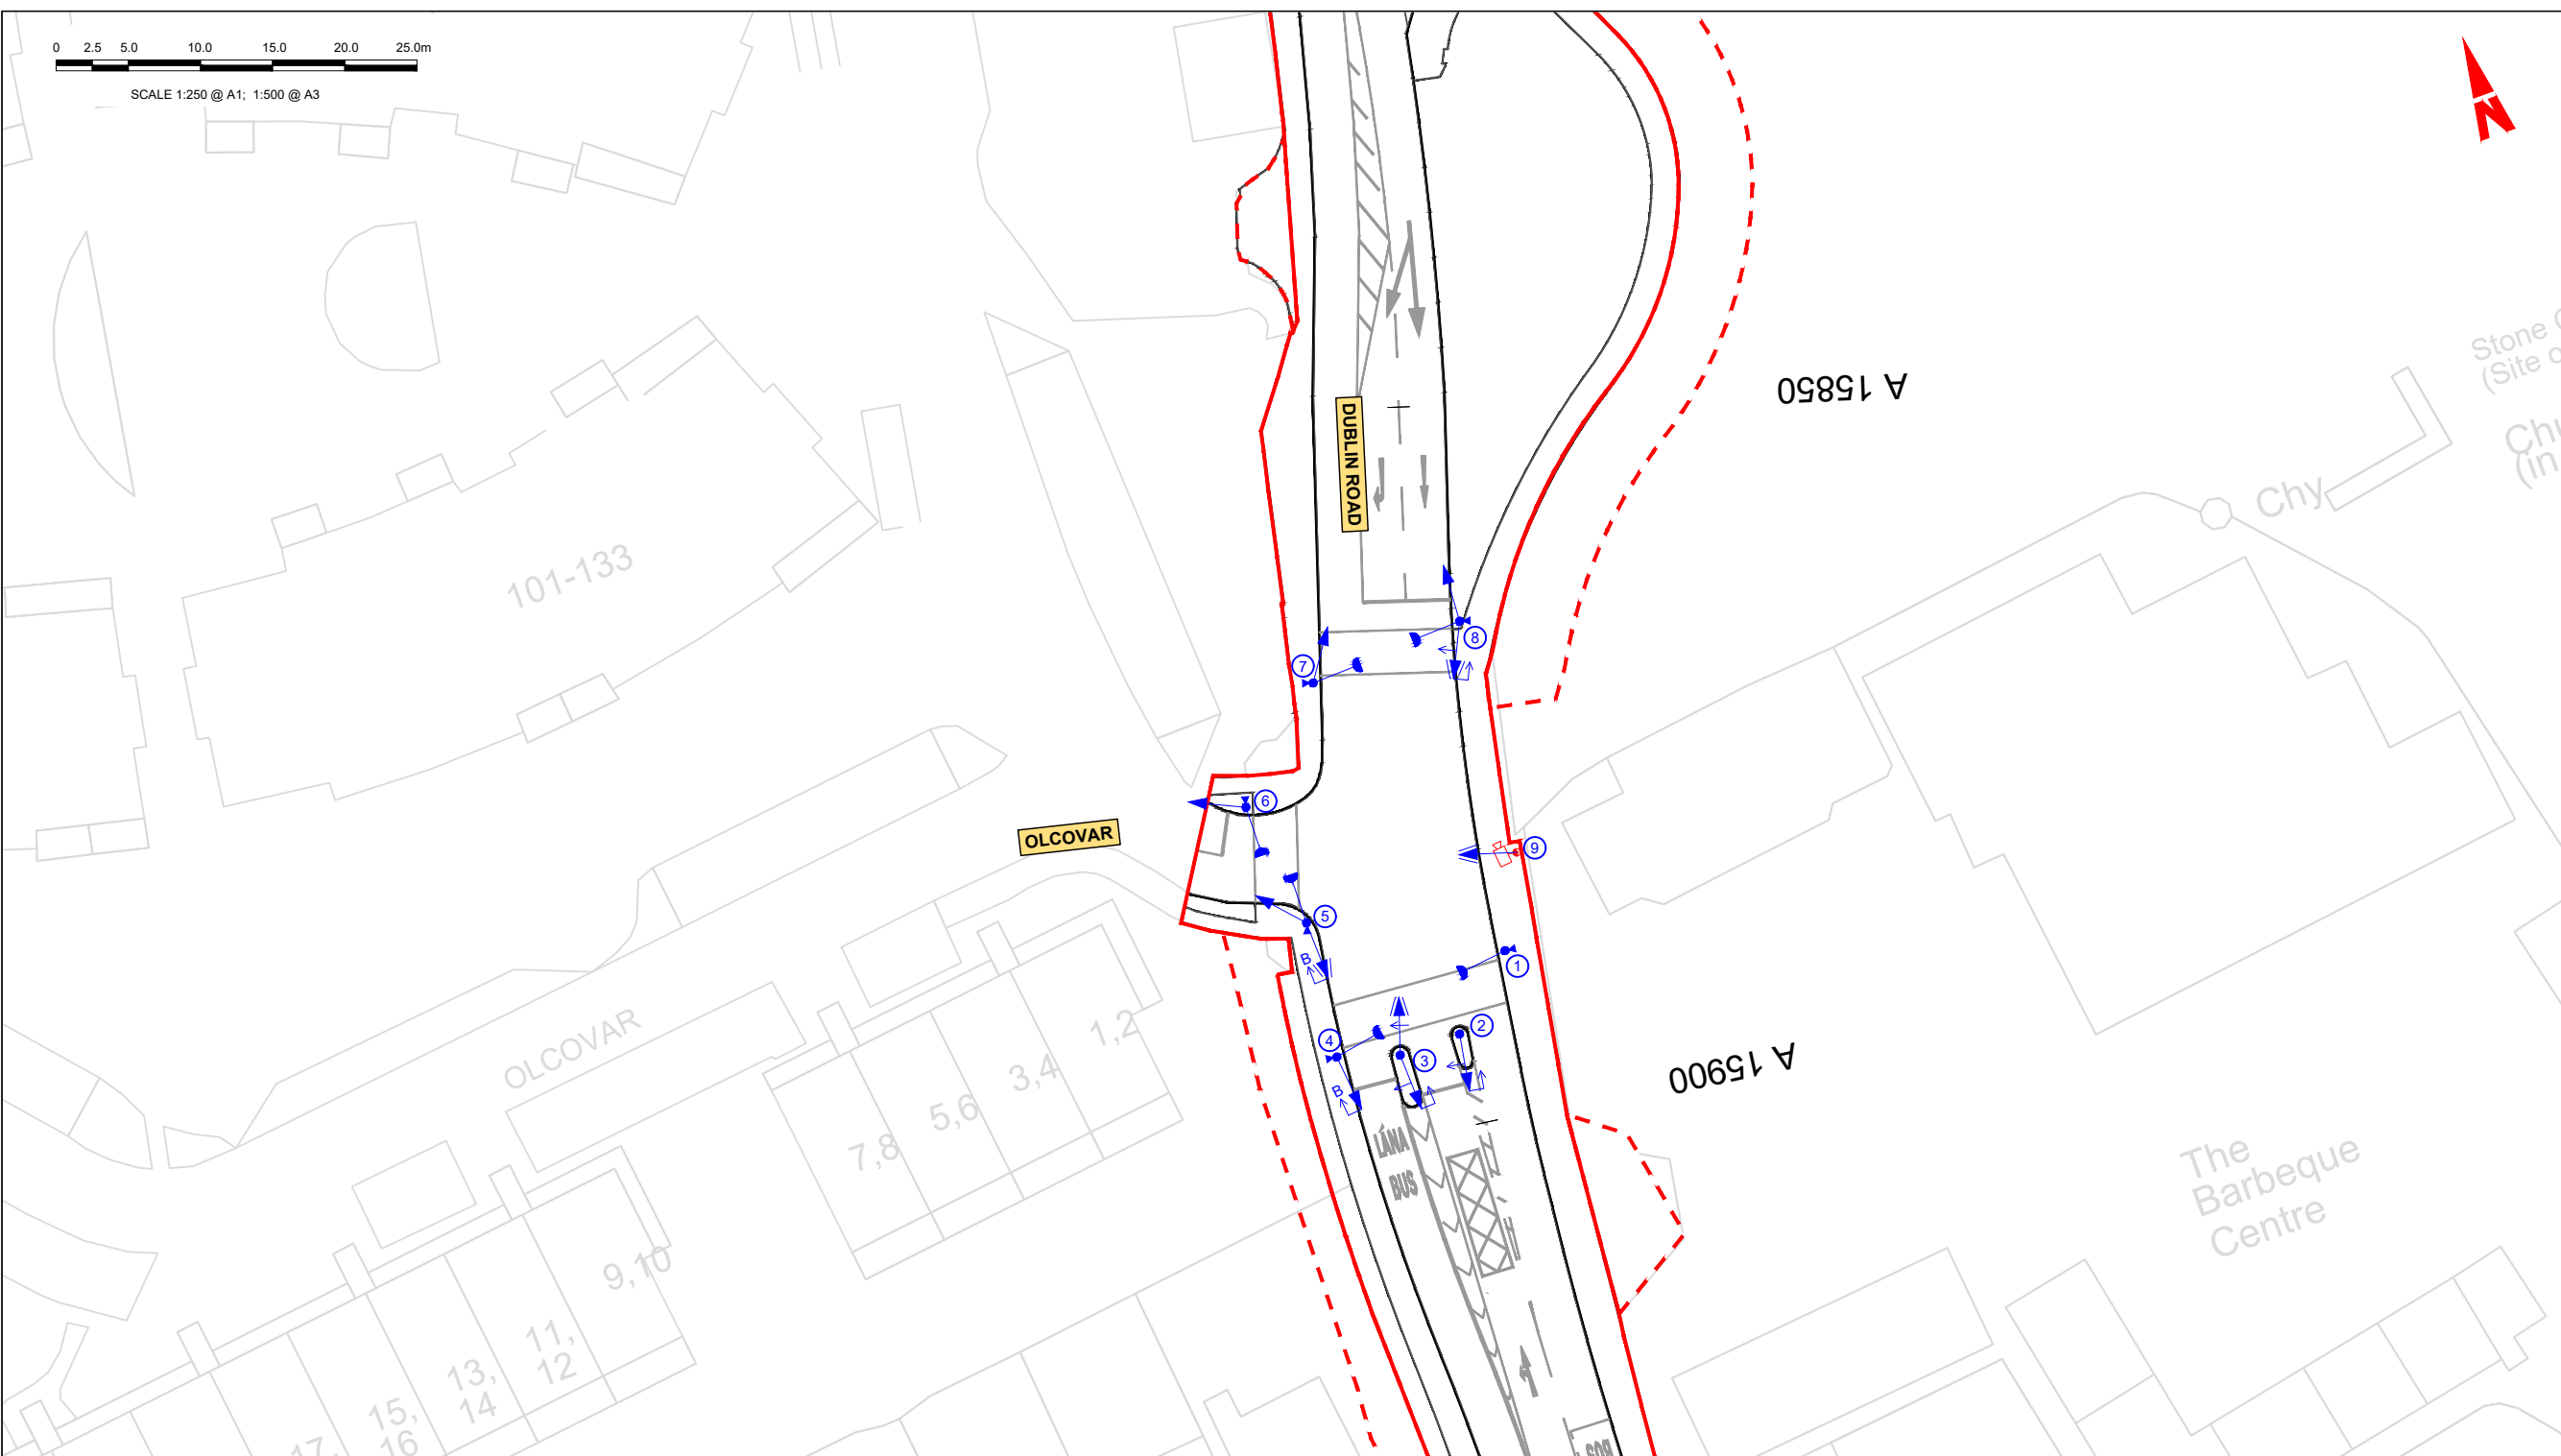 0 2.5 5.0 10.0 15.0 20.0 25.0m
SCALE 1:250 @ A1; 1:500 @ A3
N
DUBLIN ROAD
A 15850
Stone
(Site
(in
Chy
101-133
8
7
6
OLCOVAR
9
5
B
1
2
3
4
B
A 15900
OLCOVAR
1,2
3,4
5,6
7,8
9,10
11,
12
13,
14
15,
16
17,
LÁNA
BUS
The
Barbeque
Centre
BUS